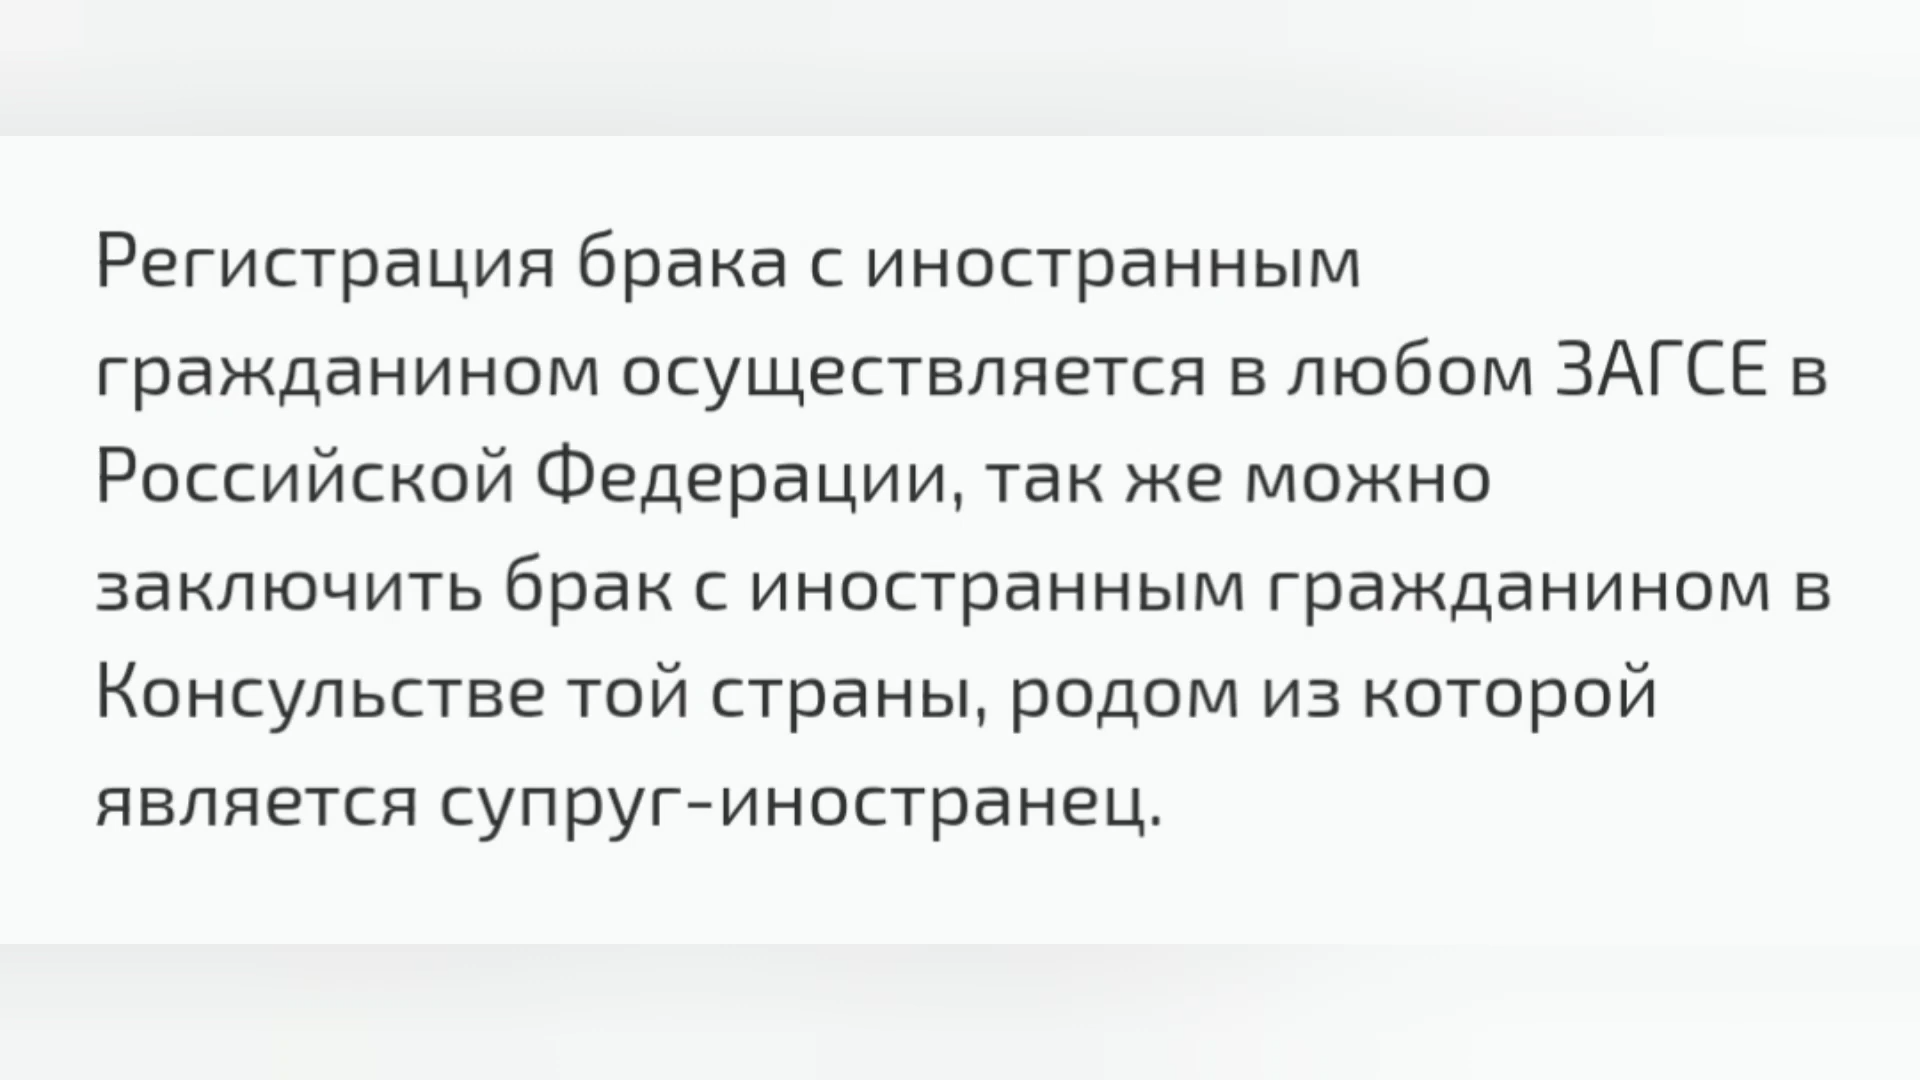 Регистрация брака с иностранным
гражданином осуществляется в любом ЗАГСЕ в
Российской Федерации, так же можно
заключить брак с иностранным гражданином в
Консульстве той страны, родом из которой
является супруг-иностранец.